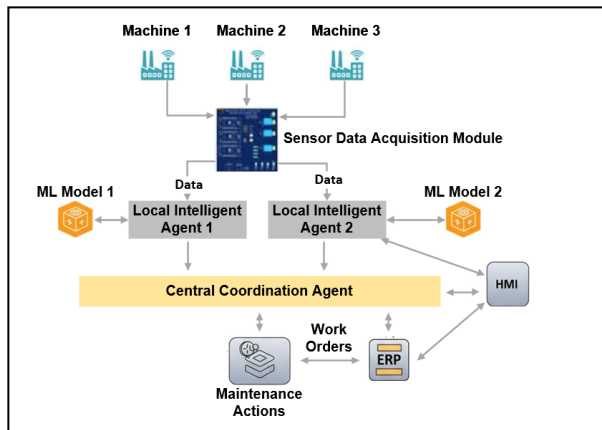 Machine 1
Machine 2
Machine 3
Sensor Data Acquisition Module
Data
Data
ML Model 1
ML Model 2
Local Intelligent
Agent 1
Local Intelligent
Agent 2
Central Coordination Agent
HMI
Work
Orders
ERP
Maintenance
Actions